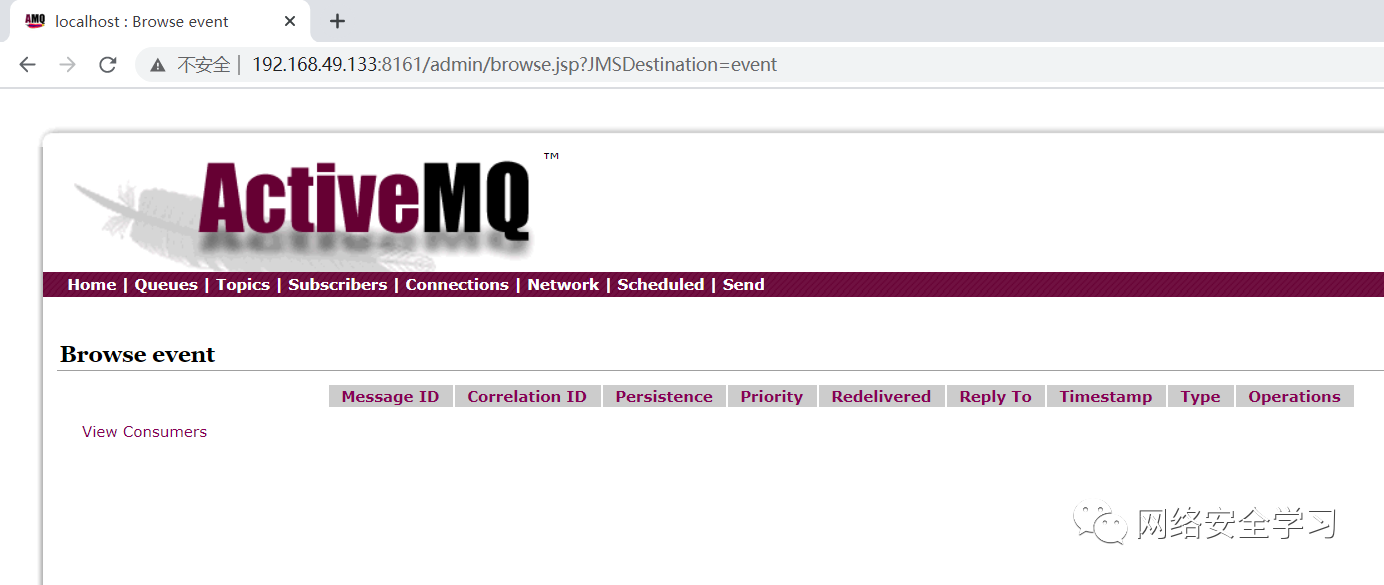 AMQ localhost : Browse event
不安全 | 192.168.49.133:8161/admin/browse.jsp?JMSDestination=event
ActiveMQ ™
Home | Queues | Topics | Subscribers | Connections | Network | Scheduled | Send
Browse event
Message ID Correlation ID Persistence Priority Redelivered Reply To Timestamp Type Operations
View Consumers
网络安全学习